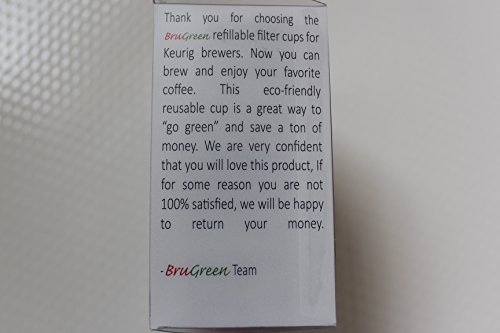 Thank you for choosing the
BruGreen refillable filter cups for
Keurig brewers. Now you can
brew and enjoy your favorite
coffee. This eco-friendly
reusable cup is a great way to
“go green” and save a ton of
money. We are very confident
that you will love this product, If
for some reason you are not
100% satisfied, we will be happy
to return your money.
-BruGreen Team